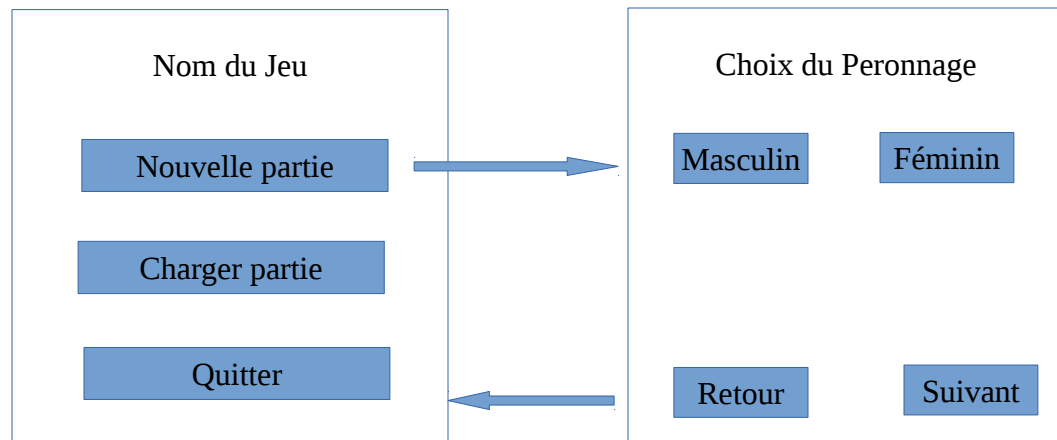 Nom du Jeu
Nouvelle partie
Charger partie
Quitter
Choix du Peronnage
Masculin
Féminin
Retour
Suivant